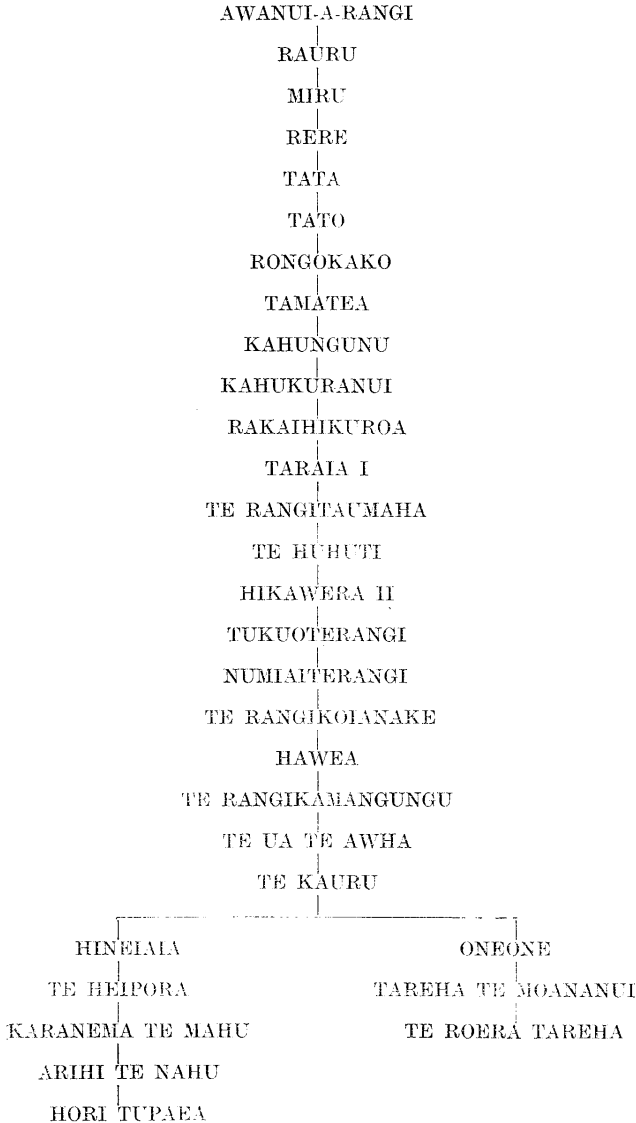 AWANUI-A-RANGI
RAURU
MIRU
RERE
TATA
TATO
RONGOKAKO
TAMATEA
KAHUNGUNU
KAHUKURANUI
RAKAIHIKUROA
TARAIA I
TE RANGITAUMAHA
TE HUHUTI
HIKAWERA II
TUKUOTERANGI
NUMIAITERANGI
TE RANGIKOIANAKE
HAWEA
TE RANGIKAMANGUNGU
TE UA TE AWHA
TE KAURU
HINEIAIA ONEONE
TE HEIPORA TAREHA TE MOANANUI
KARANEMA TE MAHU TE ROERA TAREHA
ARIHI TE NAHU
HORI TUPAEA